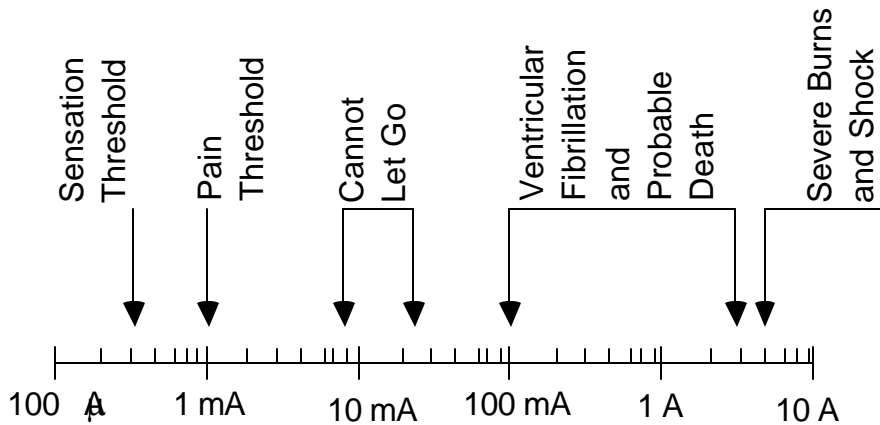 Sensation
Threshold
Pain
Threshold
Cannot
Let Go
Ventricular
Fibrillation
and
Probable
Death
Severe Burns
and Shock
100 μA
1 mA
10 mA
100 mA
1 A
10 A